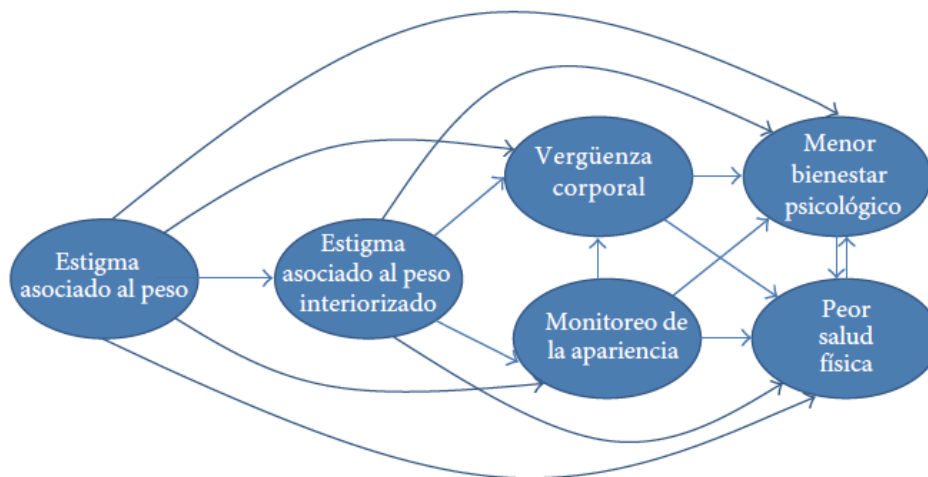 Estigma
asociado al peso
Estigma
asociado al peso
interiorizado
Vergüenza
corporal
Monitoreo de
la apariencia
Menor
bienestar
psicológico
Peor
salud
física